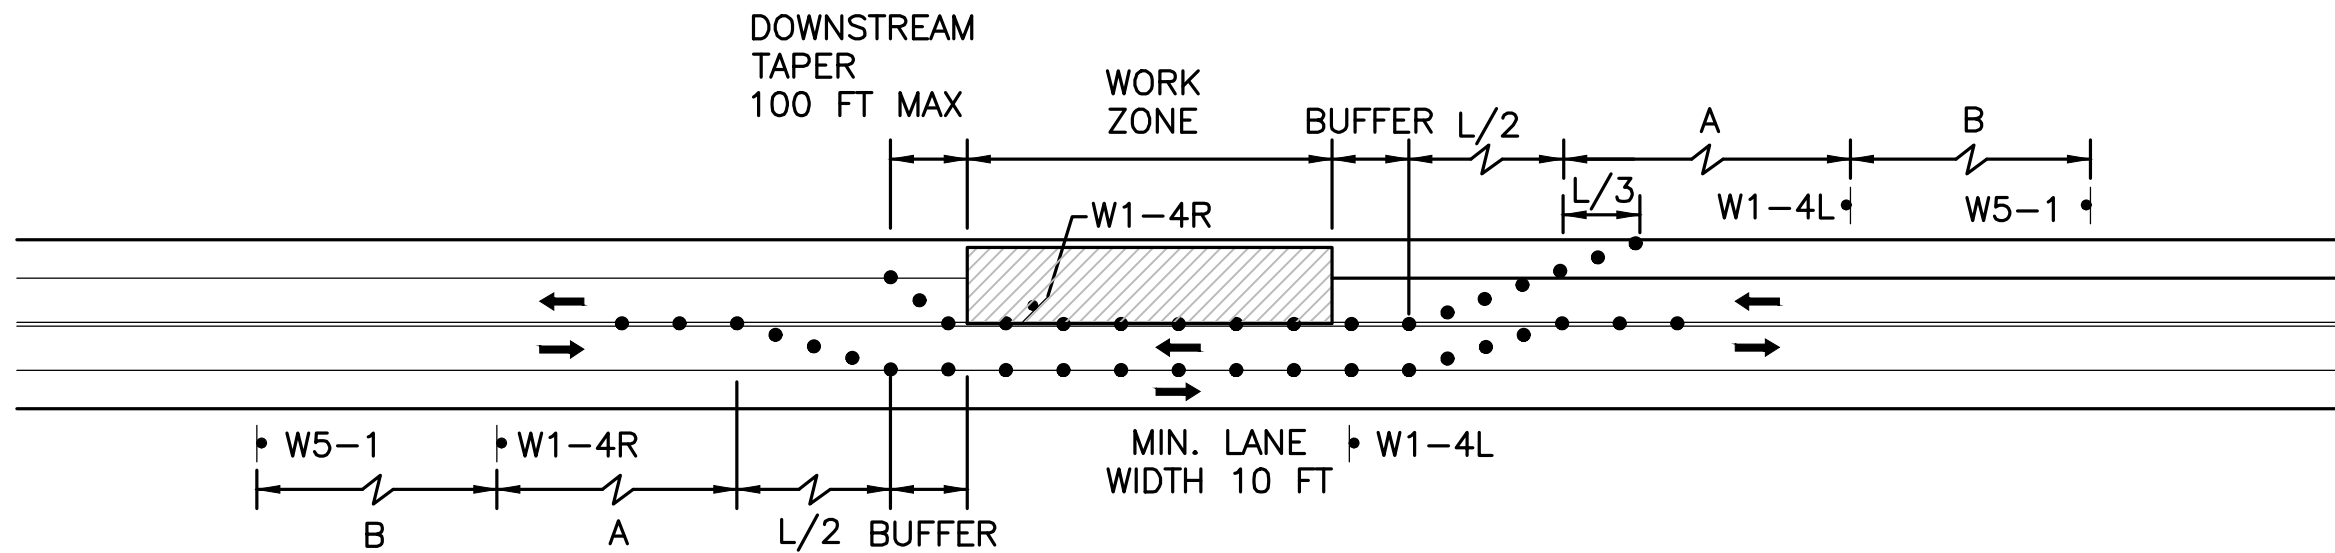 DOWNSTREAM
TAPER
100 FT MAX
WORK
ZONE
BUFFER
L/2
A
B
L/3
W1-4R
W1-4L
W5-1
W5-1
W1-4R
MIN. LANE
WIDTH 10 FT
W1-4L
B
A
L/2
BUFFER